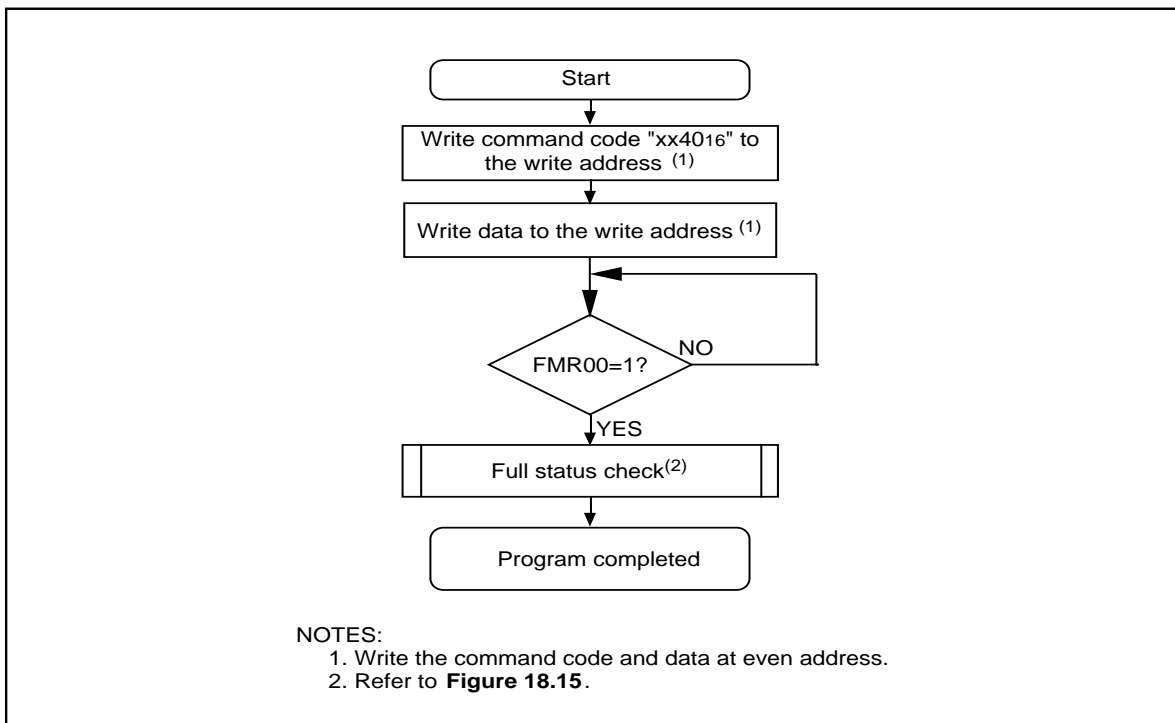 Start
Write command code "xx4016" to
the write address (1)
Write data to the write address (1)
FMR00=1?
NO
YES
Full status check(2)
Program completed
NOTES:
1. Write the command code and data at even address.
2. Refer to Figure 18.15.